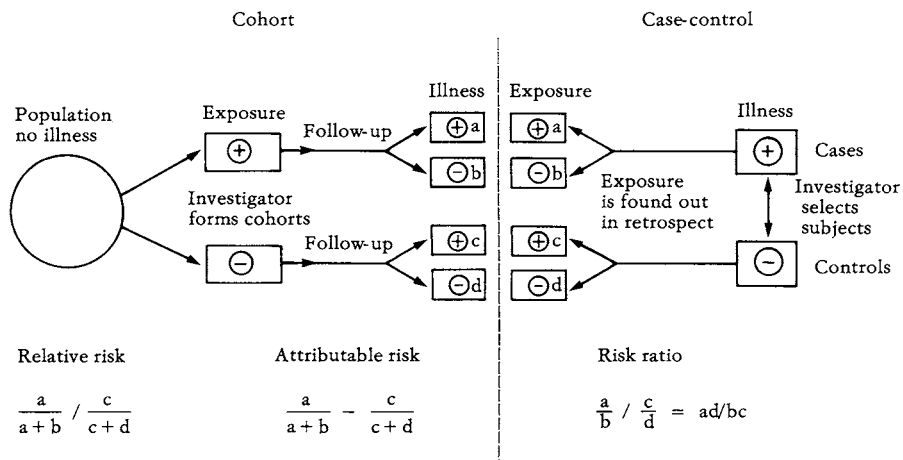 Cohort
Case-control
Population
no illness
Exposure
+
Investigator
forms cohorts
−
Follow-up
Follow-up
Illness
+ a
− b
+ c
− d
Exposure
+ a
− b
+ c
− d
Exposure
is found out
in retrospect
Illness
+
Cases
Investigator
selects
subjects
−
Controls
Relative risk
a/(a + b) / c/(c + d)
Attributable risk
a/(a + b) − c/(c + d)
Risk ratio
a/b / c/d = ad/bc